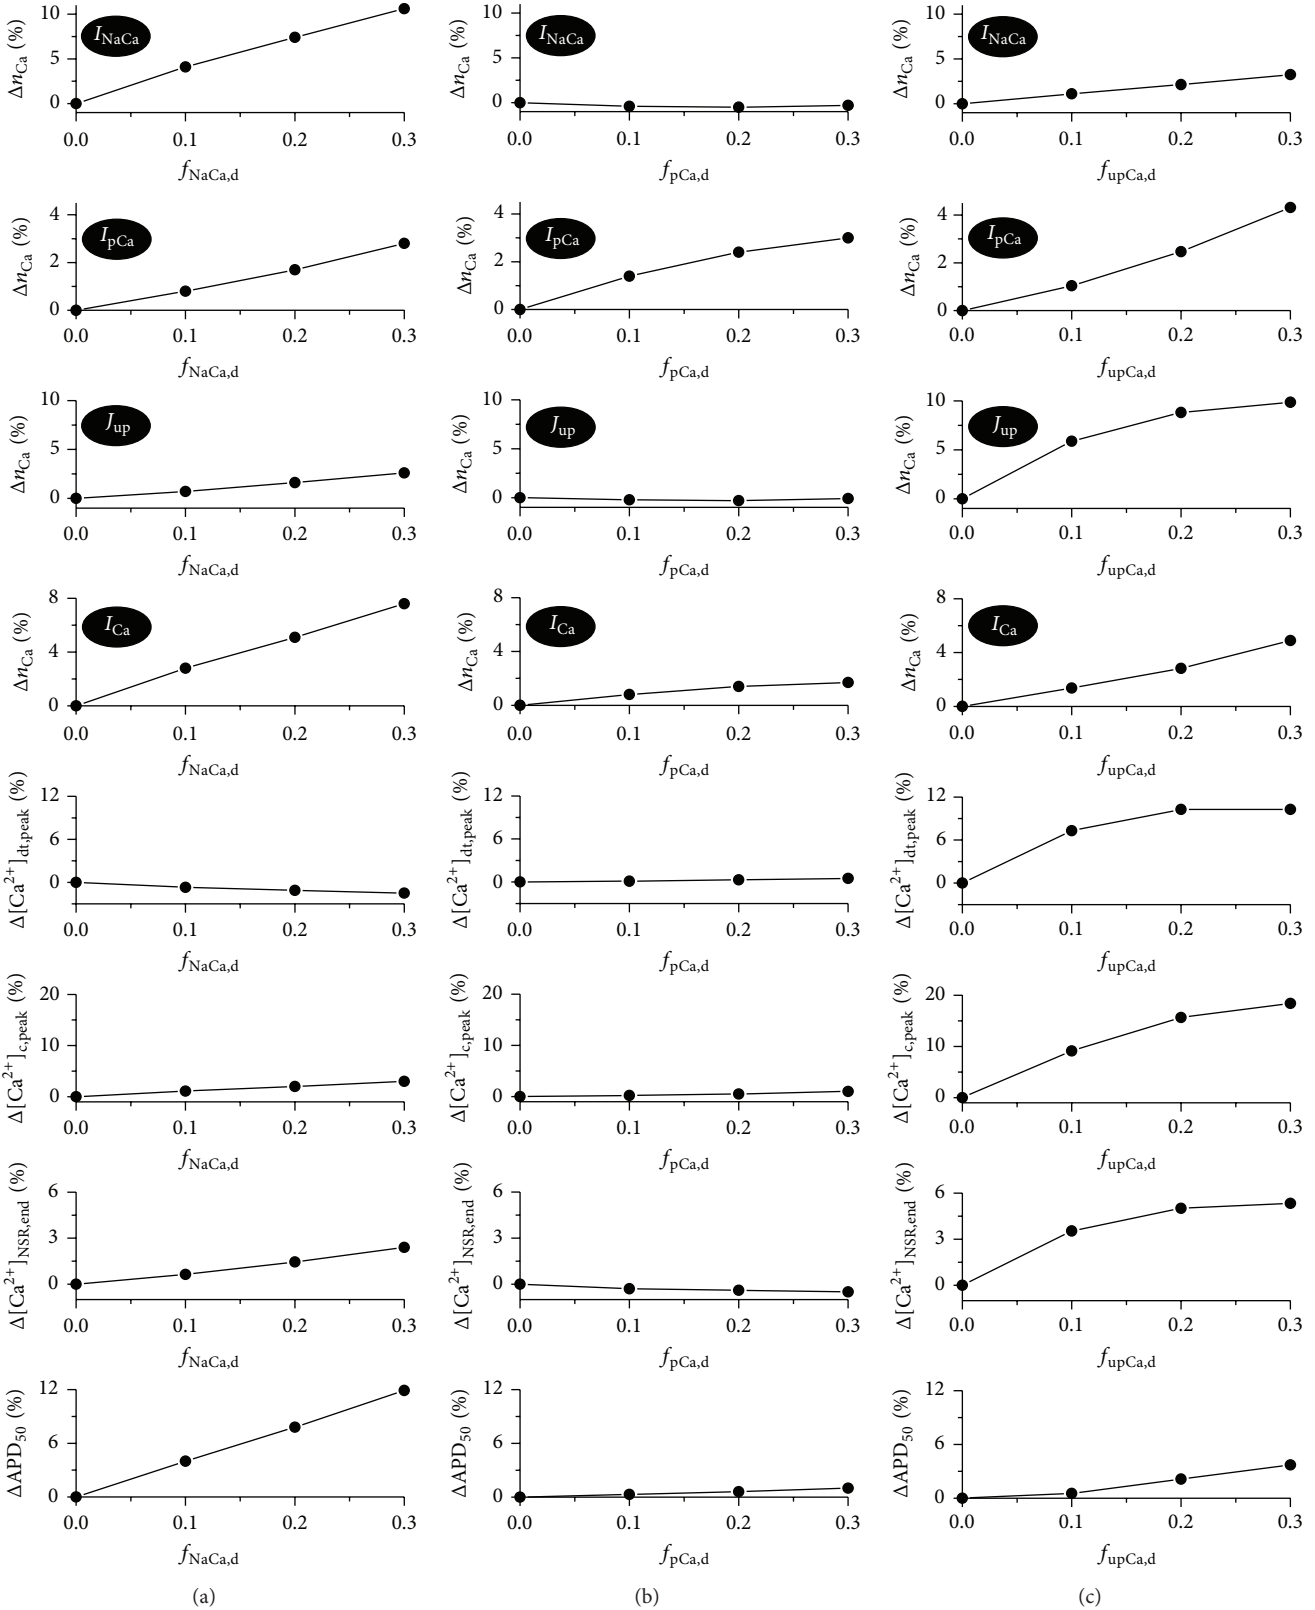 10
5
0
Δn_Ca (%)
I_NaCa
0.0 0.1 0.2 0.3
f_NaCa,d
10
5
0
Δn_Ca (%)
I_NaCa
0.0 0.1 0.2 0.3
f_pCa,d
10
5
0
Δn_Ca (%)
I_NaCa
0.0 0.1 0.2 0.3
f_upCa,d
4
2
0
Δn_Ca (%)
I_pCa
0.0 0.1 0.2 0.3
f_NaCa,d
4
2
0
Δn_Ca (%)
I_pCa
0.0 0.1 0.2 0.3
f_pCa,d
4
2
0
Δn_Ca (%)
I_pCa
0.0 0.1 0.2 0.3
f_upCa,d
10
5
0
Δn_Ca (%)
J_up
0.0 0.1 0.2 0.3
f_NaCa,d
10
5
0
Δn_Ca (%)
J_up
0.0 0.1 0.2 0.3
f_pCa,d
10
5
0
Δn_Ca (%)
J_up
0.0 0.1 0.2 0.3
f_upCa,d
8
4
0
Δn_Ca (%)
I_Ca
0.0 0.1 0.2 0.3
f_NaCa,d
8
4
0
Δn_Ca (%)
I_Ca
0.0 0.1 0.2 0.3
f_pCa,d
8
4
0
Δn_Ca (%)
I_Ca
0.0 0.1 0.2 0.3
f_upCa,d
12
6
0
Δ[Ca²⁺]_dt,peak (%)
0.0 0.1 0.2 0.3
f_NaCa,d
12
6
0
Δ[Ca²⁺]_dt,peak (%)
0.0 0.1 0.2 0.3
f_pCa,d
12
6
0
Δ[Ca²⁺]_dt,peak (%)
0.0 0.1 0.2 0.3
f_upCa,d
20
10
0
Δ[Ca²⁺]_c,peak (%)
0.0 0.1 0.2 0.3
f_NaCa,d
20
10
0
Δ[Ca²⁺]_c,peak (%)
0.0 0.1 0.2 0.3
f_pCa,d
20
10
0
Δ[Ca²⁺]_c,peak (%)
0.0 0.1 0.2 0.3
f_upCa,d
6
3
0
Δ[Ca²⁺]_NSR,end (%)
0.0 0.1 0.2 0.3
f_NaCa,d
6
3
0
Δ[Ca²⁺]_NSR,end (%)
0.0 0.1 0.2 0.3
f_pCa,d
6
3
0
Δ[Ca²⁺]_NSR,end (%)
0.0 0.1 0.2 0.3
f_upCa,d
12
6
0
ΔAPD₅₀ (%)
0.0 0.1 0.2 0.3
f_NaCa,d
(a)
12
6
0
ΔAPD₅₀ (%)
0.0 0.1 0.2 0.3
f_pCa,d
(b)
12
6
0
ΔAPD₅₀ (%)
0.0 0.1 0.2 0.3
f_upCa,d
(c)